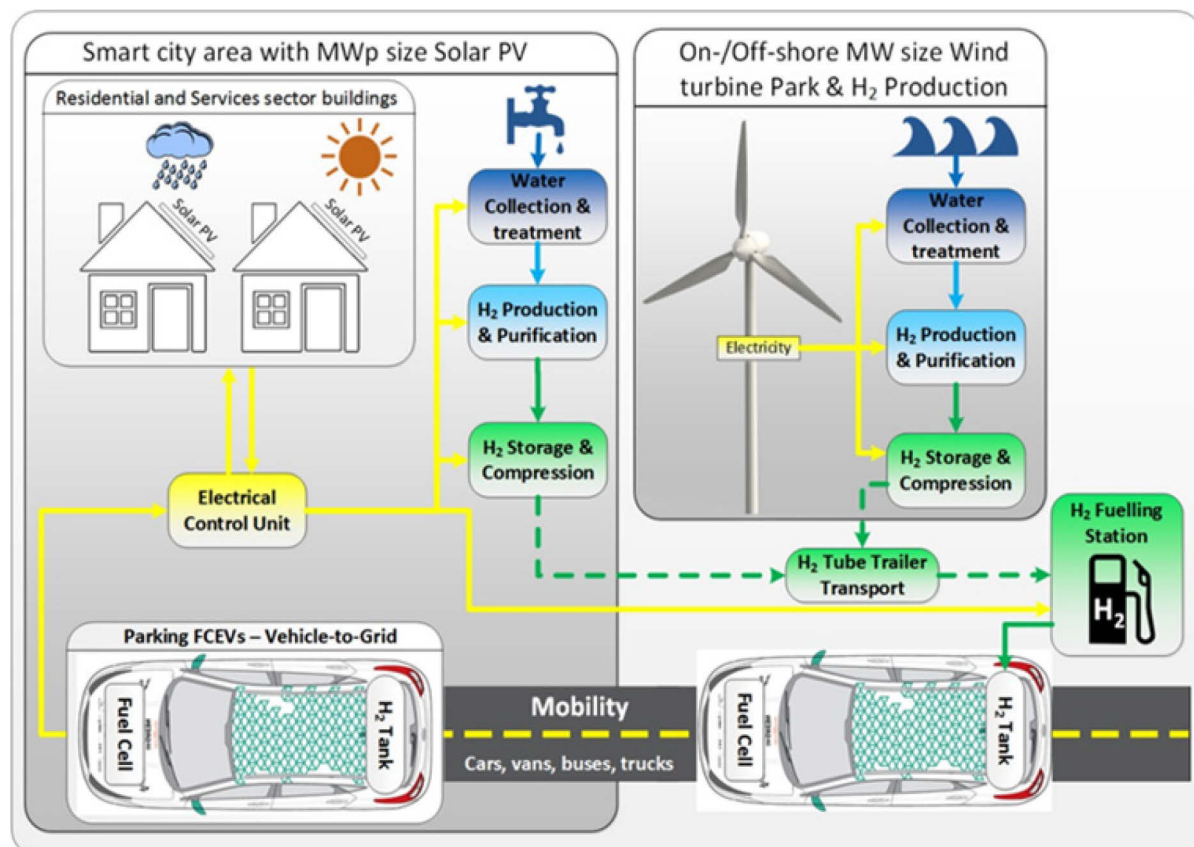 Smart city area with MWp size Solar PV
Residential and Services sector buildings
Solar PV
Solar PV
Water
Collection &
treatment
H₂ Production
& Purification
H₂ Storage &
Compression
Electrical
Control Unit
On-/Off-shore MW size Wind
turbine Park & H₂ Production
Water
Collection &
treatment
Electricity
H₂ Production
& Purification
H₂ Storage &
Compression
H₂ Tube Trailer
Transport
H₂ Fuelling
Station
H₂
Parking FCEVs – Vehicle-to-Grid
Fuel Cell
H₂ Tank
Mobility
Cars, vans, buses, trucks
Fuel Cell
H₂ Tank